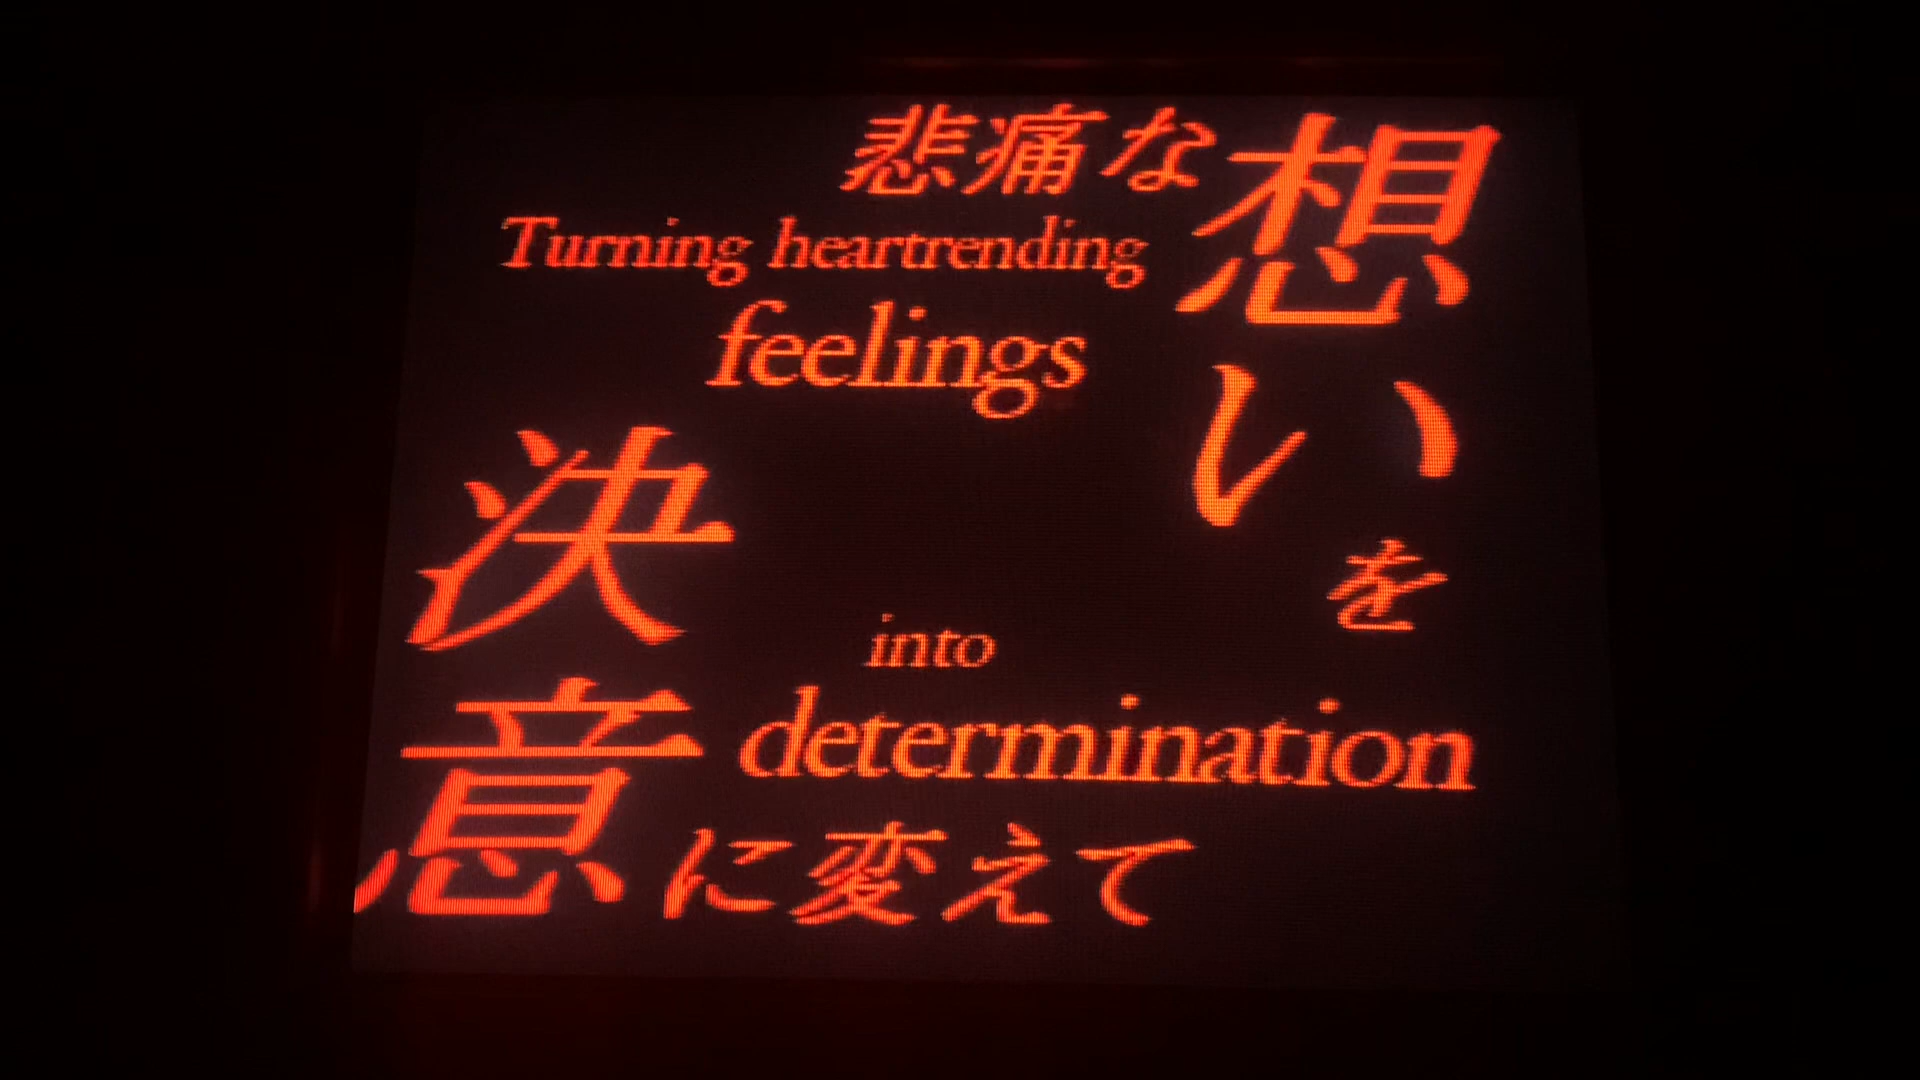 悲痛な想いを
Turning heartrending
feelings
into
determination
決意に変えて